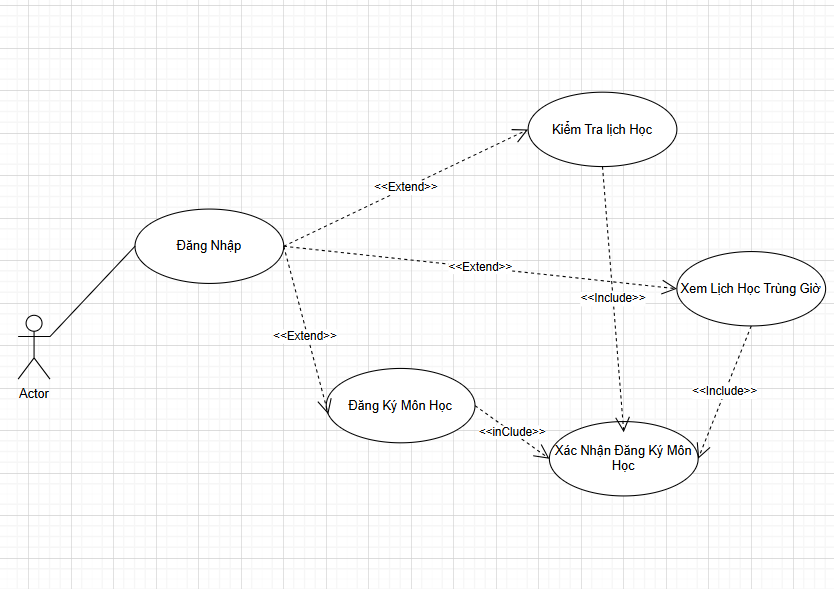 Kiểm Tra lịch Học
<<Extend>>
Đăng Nhập
<<Extend>>
Xem Lịch Học Trùng Giờ
<<Include>>
<<Extend>>
Actor
<<Include>>
Đăng Ký Môn Học
<<inClude>>
Xác Nhận Đăng Ký Môn
Học